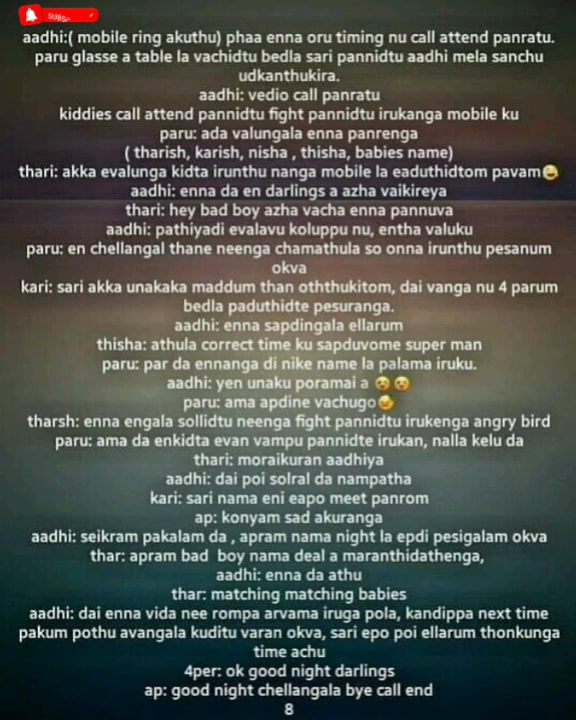 SUBSC
aadhi:( mobile ring akuthu) phaa enna oru timing nu call attend panratu.
paru glasse a table la vachidtu bedla sari pannidtu aadhi mela sanchu
udkanthukira.
aadhi: vedio call panratu
kiddies call attend pannidtu fight pannidtu irukanga mobile ku
paru: ada valungala enna panrenga
( tharish, karish, nisha , thisha, babies name)
thari: akka evalunga kidta irunthu nanga mobile la eaduthidtom pavam😅
aadhi: enna da en darlings a azha vaikireya
thari: hey bad boy azha vacha enna pannuva
aadhi: pathiyadi evalavu koluppu nu, entha valuku
paru: en chellangal thane neenga chamathula so onna irunthu pesanum
okva
kari: sari akka unakaka maddum than oththukitom, dai vanga nu 4 parum
bedla paduthidte pesuranga.
aadhi: enna sapdingala ellarum
thisha: athula correct time ku sapduvome super man
paru: par da ennanga di nike name la palama iruku.
aadhi: yen unaku poramai a 😵😵
paru: ama apdine vachugo🤣
tharsh: enna engala sollidtu neenga fight pannidtu irukenga angry bird
paru: ama da enkidta evan vampu pannidte irukan, nalla kelu da
thari: moraikuran aadhiya
aadhi: dai poi solral da nampatha
kari: sari nama eni eapo meet panrom
ap: konyam sad akuranga
aadhi: seikram pakalam da , apram nama night la epdi pesigalam okva
thar: apram bad  boy nama deal a maranthidathenga,
aadhi: enna da athu
thar: matching matching babies
aadhi: dai enna vida nee rompa arvama iruga pola, kandippa next time
pakum pothu avangala kuditu varan okva, sari epo poi ellarum thonkunga
time achu
4per: ok good night darlings
ap: good night chellangala bye call end
8